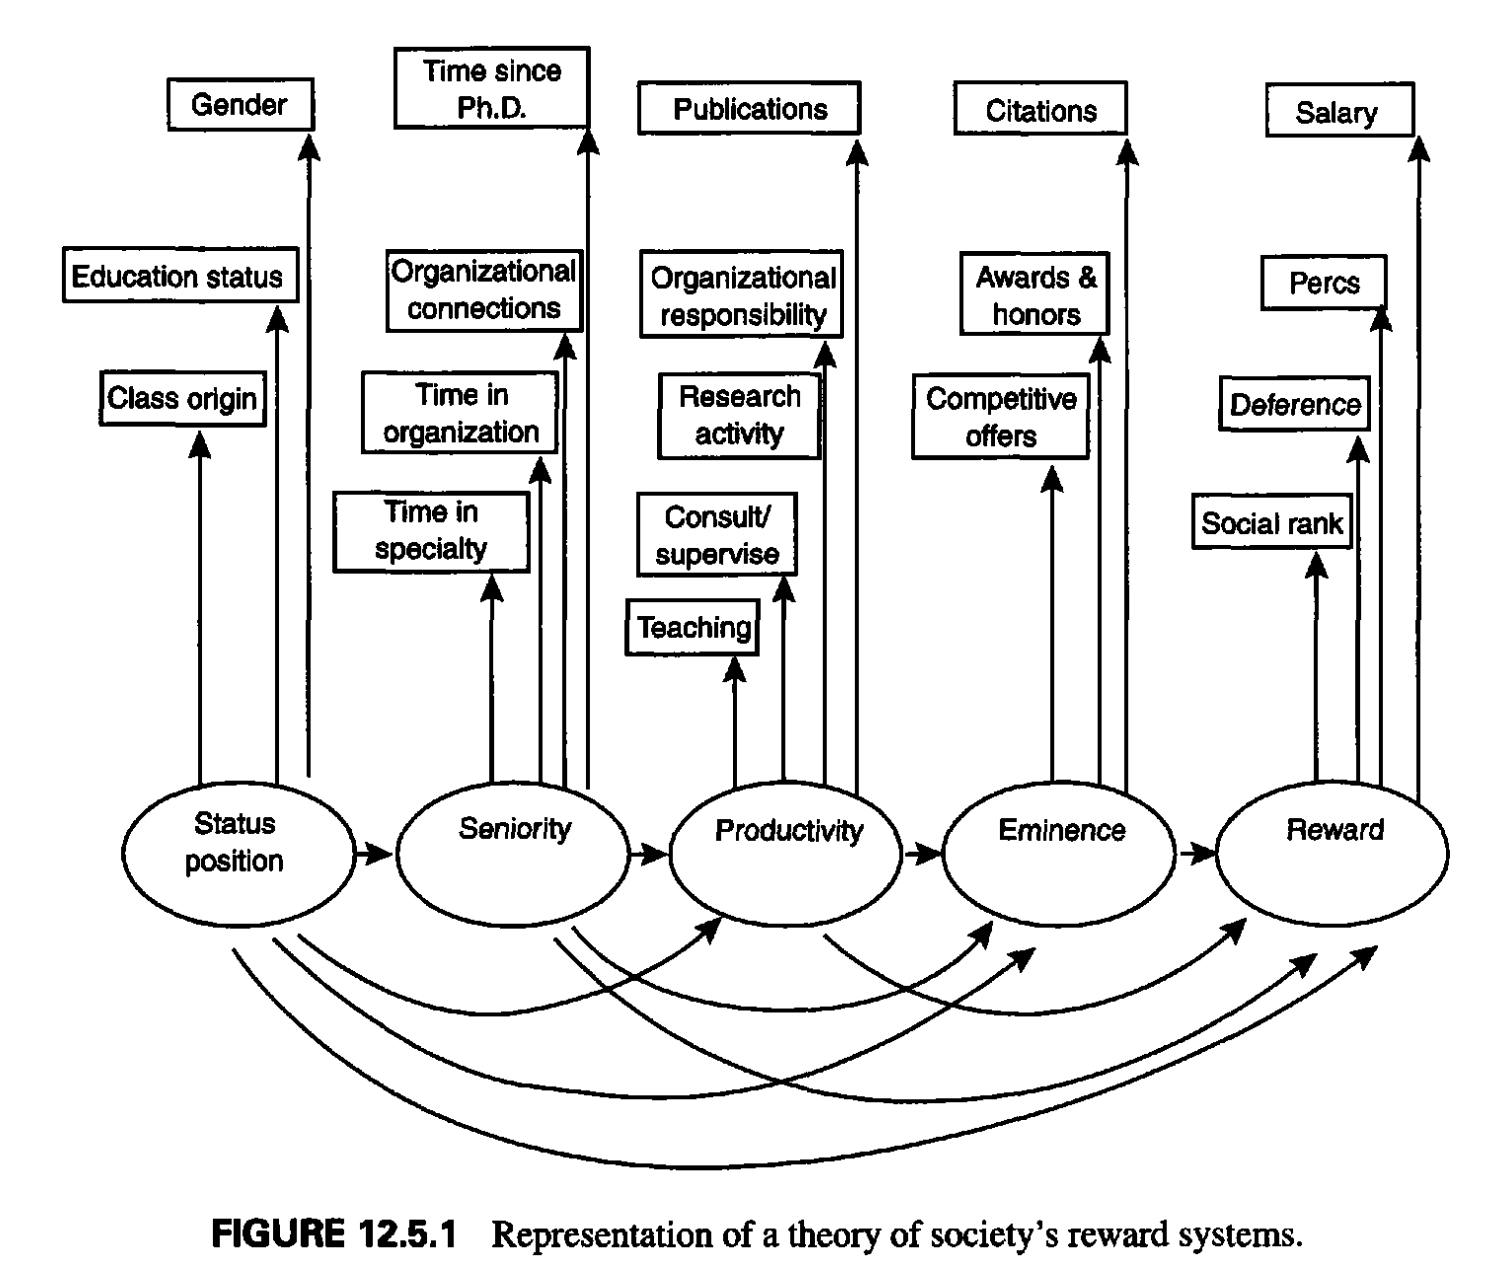 Gender
Time since
Ph.D.
Publications
Citations
Salary
Education status
Organizational
connections
Organizational
responsibility
Awards &
honors
Percs
Class origin
Time in
organization
Research
activity
Competitive
offers
Deference
Time in
specialty
Consult/
supervise
Social rank
Teaching
Status
position
Seniority
Productivity
Eminence
Reward
FIGURE 12.5.1 Representation of a theory of society's reward systems.